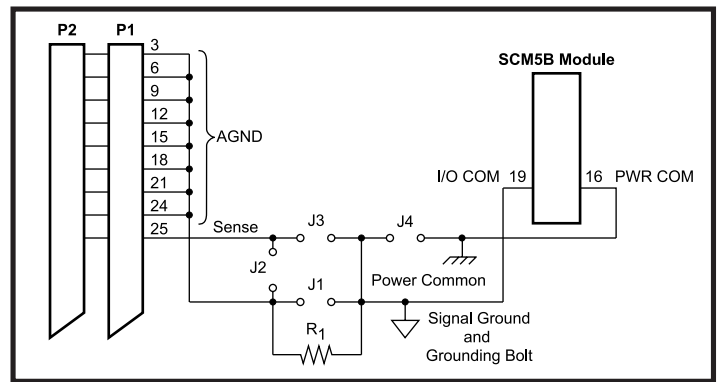 P2 P1
3
6
9
12
15
18
21
24
25
AGND
Sense
SCM5B Module
I/O COM 19 16 PWR COM
J3 J4
J2
J1
Power Common
R1
Signal Ground
and
Grounding Bolt